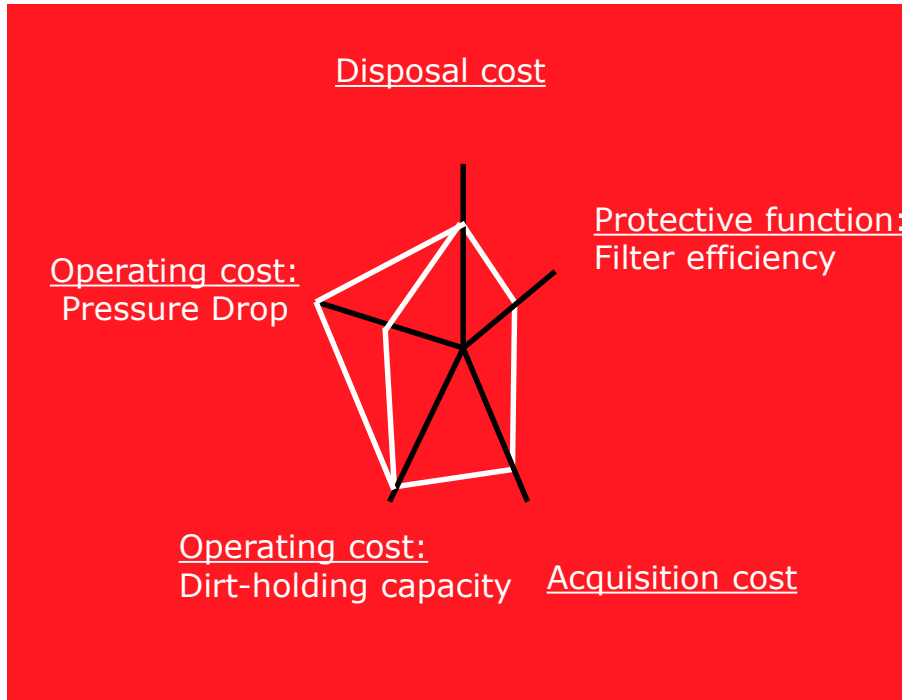 Disposal cost
Protective function:
Filter efficiency
Operating cost:
Pressure Drop
Operating cost:
Dirt-holding capacity
Acquisition cost